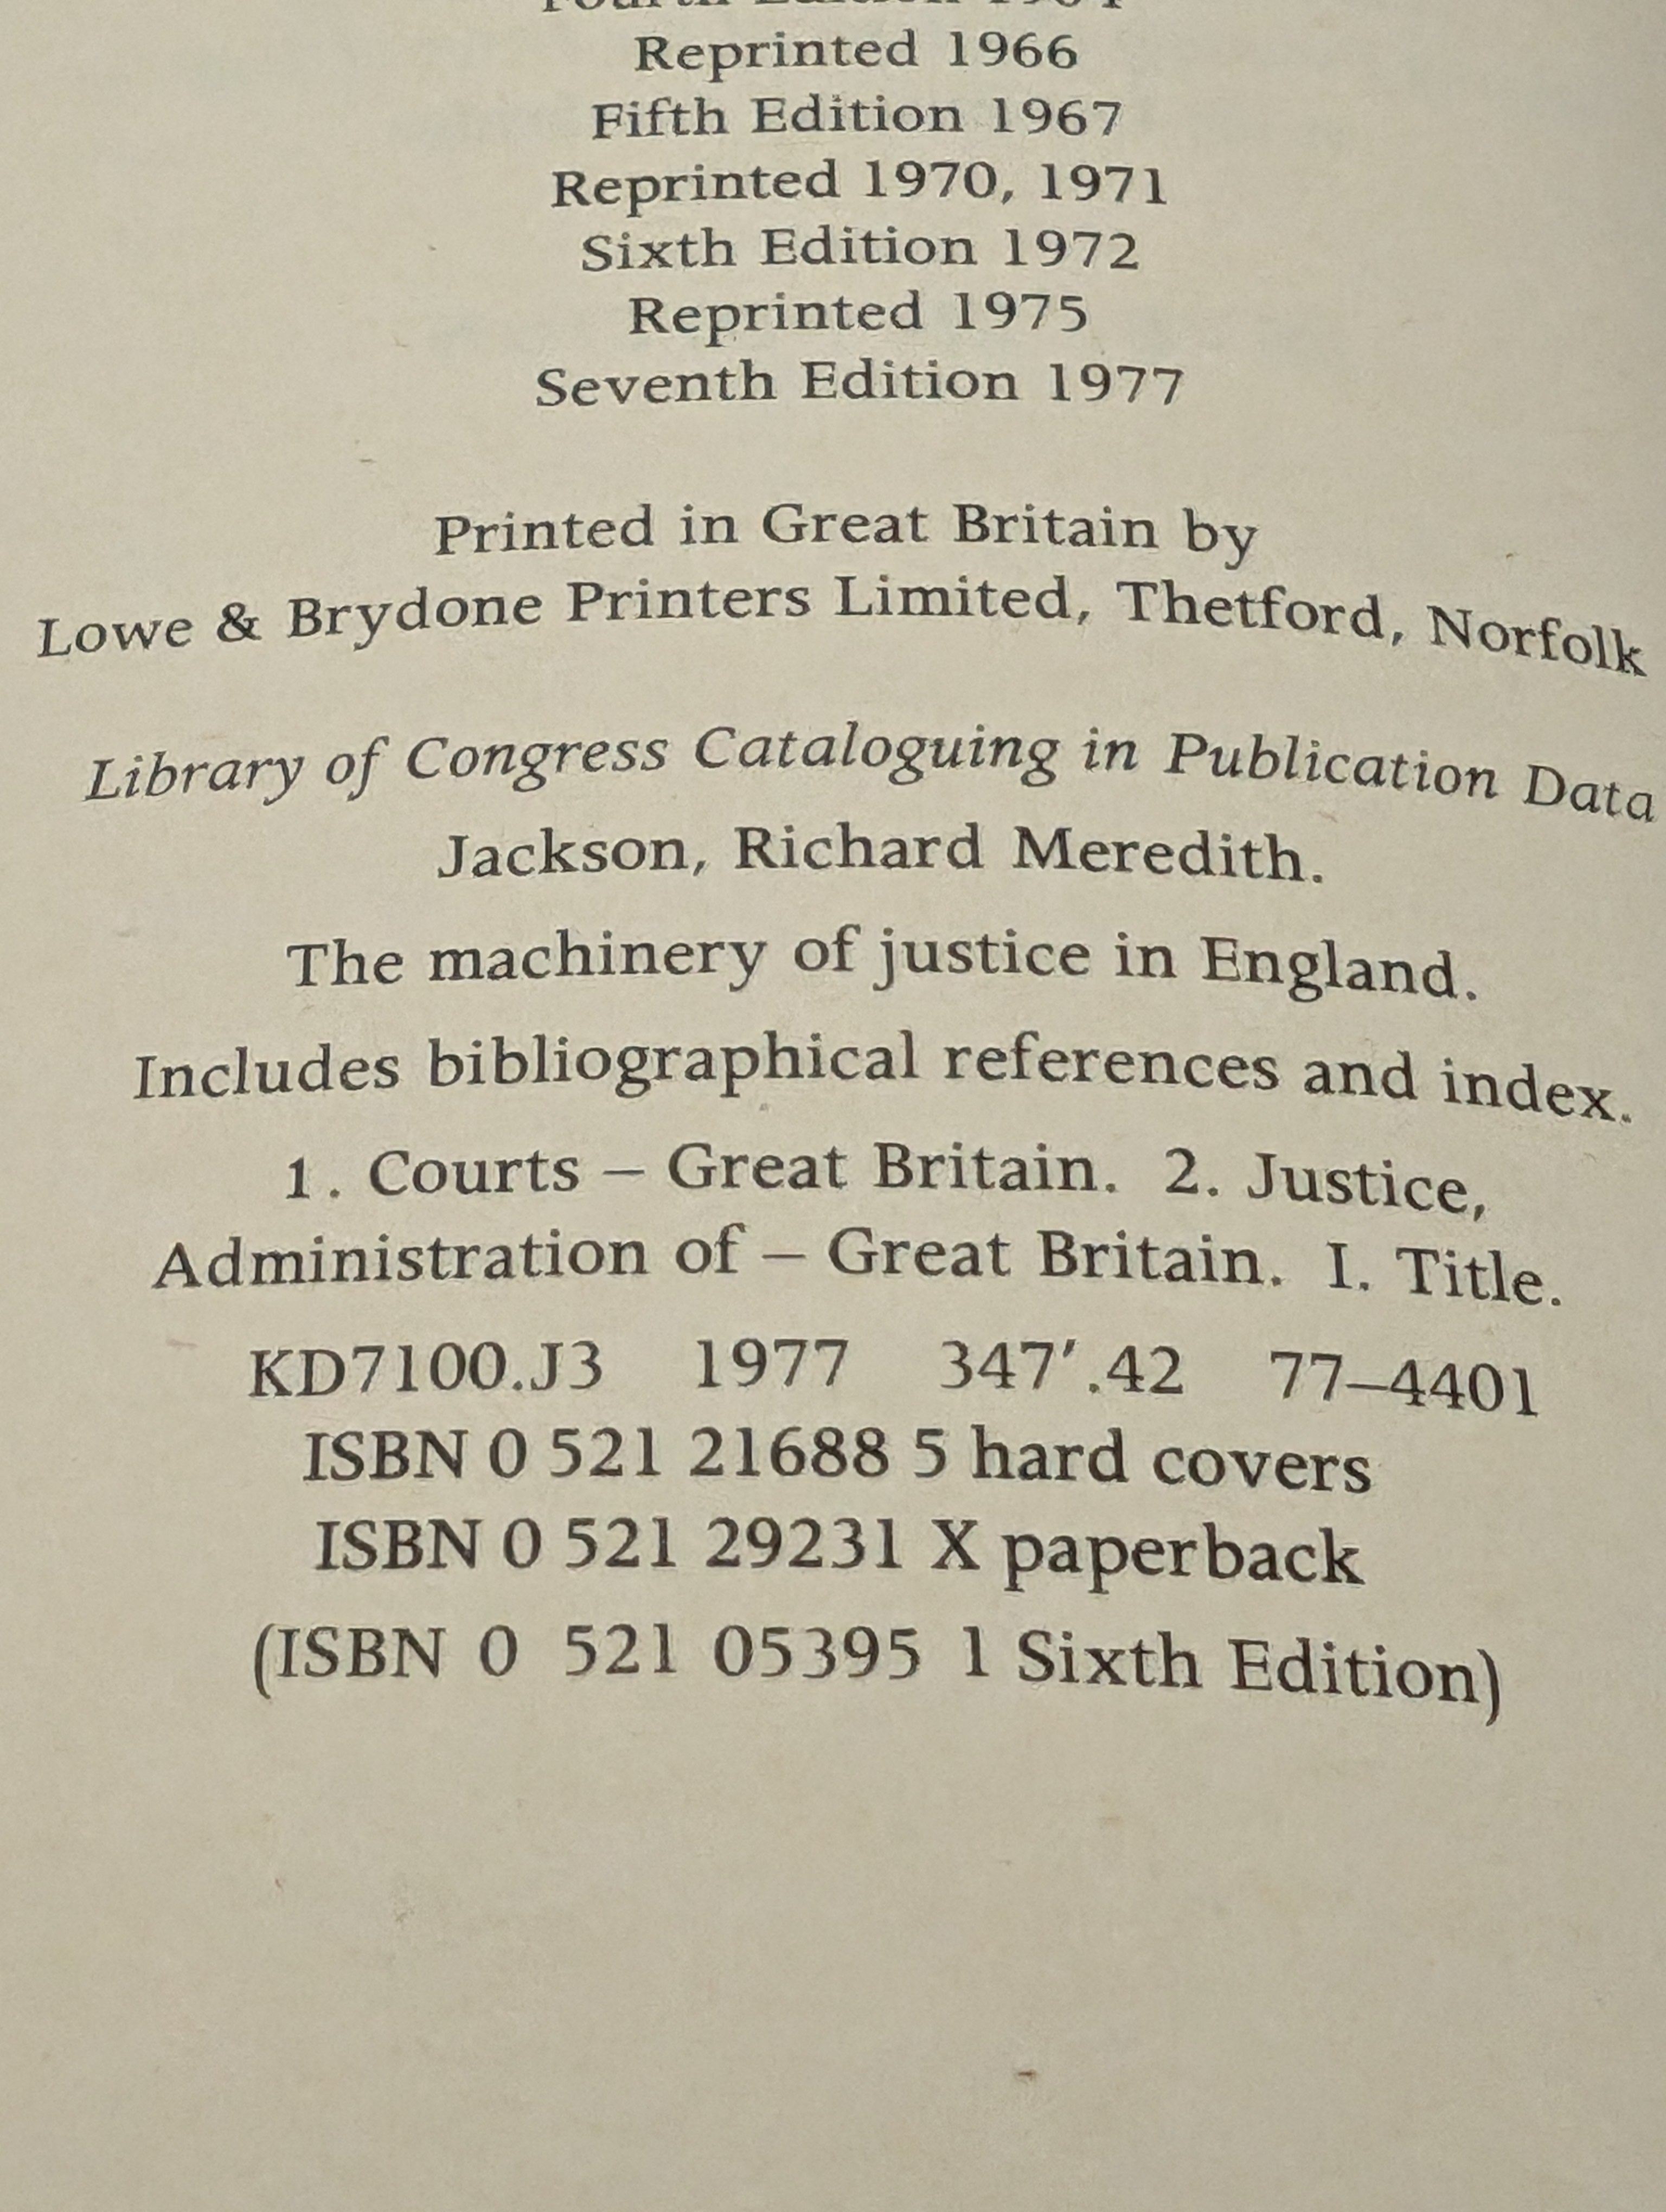 Fourth Edition 1964
Reprinted 1966
Fifth Edition 1967
Reprinted 1970, 1971
Sixth Edition 1972
Reprinted 1975
Seventh Edition 1977
Printed in Great Britain by
Lowe & Brydone Printers Limited, Thetford, Norfolk
Library of Congress Cataloguing in Publication Data
Jackson, Richard Meredith.
The machinery of justice in England.
Includes bibliographical references and index.
1. Courts – Great Britain. 2. Justice,
Administration of – Great Britain. I. Title.
KD7100.J3 1977 347′.42 77–4401
ISBN 0 521 21688 5 hard covers
ISBN 0 521 29231 X paperback
(ISBN 0 521 05395 1 Sixth Edition)